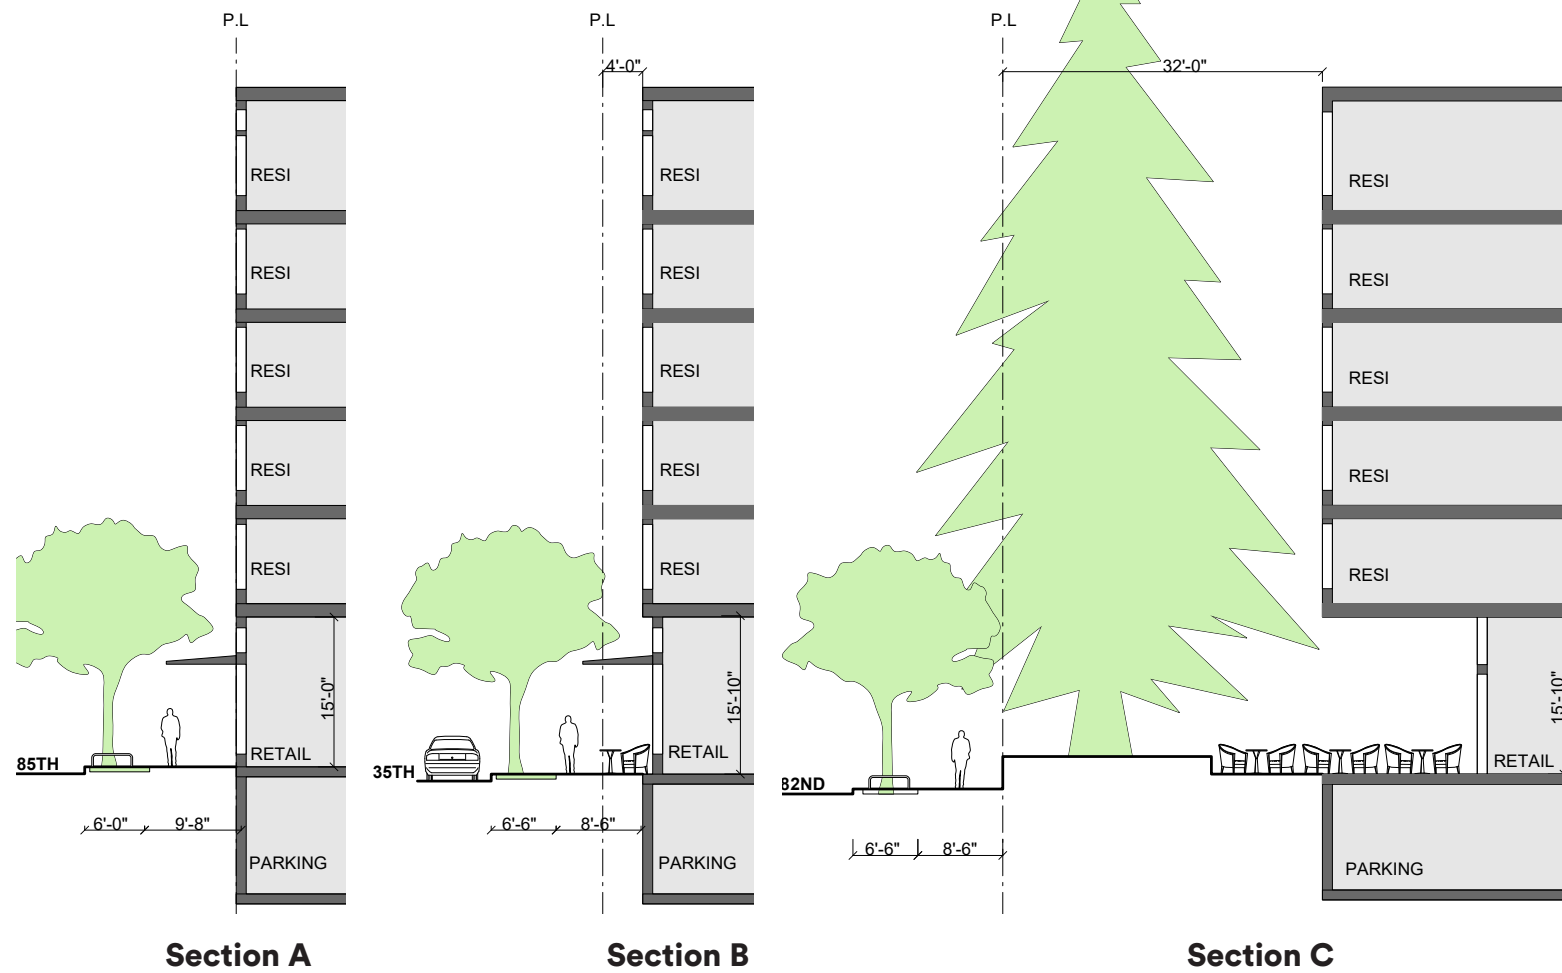 P.L
RESI
RESI
RESI
RESI
RESI
15'-0"
RETAIL
85TH
6'-0"
9'-8"
PARKING
Section A
P.L
4'-0"
RESI
RESI
RESI
RESI
RESI
15'-10"
RETAIL
35TH
6'-6"
8'-6"
PARKING
Section B
P.L
32'-0"
RESI
RESI
RESI
RESI
RESI
15'-10"
RETAIL
82ND
6'-6"
8'-6"
PARKING
Section C